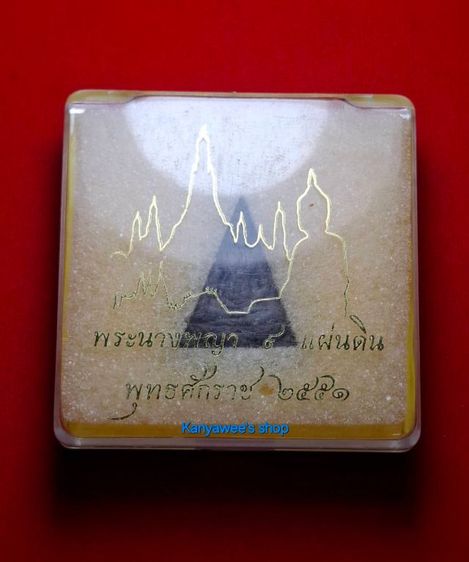 พระนางพญา ๙ แผ่นดิน
พุทธศักราช ๒๕๕๑
Kanyawee's shop